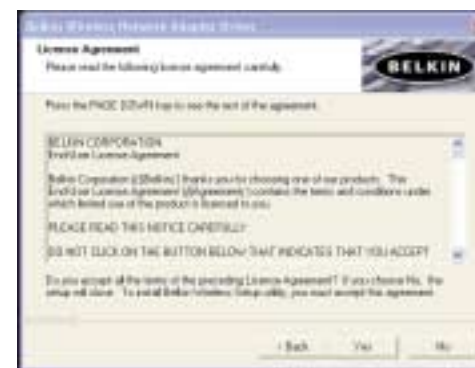 Belkin Wireless Network Adapter Driver
License Agreement
Please read the following license agreement carefully.
BELKIN
Press the PAGE DOWN key to see the rest of the agreement.
BELKIN CORPORATION
End-User License Agreement
Belkin Corporation ("Belkin") thanks you for choosing one of our products. This
End-User License Agreement ("Agreement") contains the terms and conditions under
which limited use of the product is licensed to you.
PLEASE READ THIS NOTICE CAREFULLY
DO NOT CLICK ON THE BUTTON BELOW THAT INDICATES THAT YOU ACCEPT
Do you accept all the terms of the preceding License Agreement? If you choose No, the
setup will close. To install Belkin Wireless Setup utility, you must accept this agreement.
< Back
Yes
No